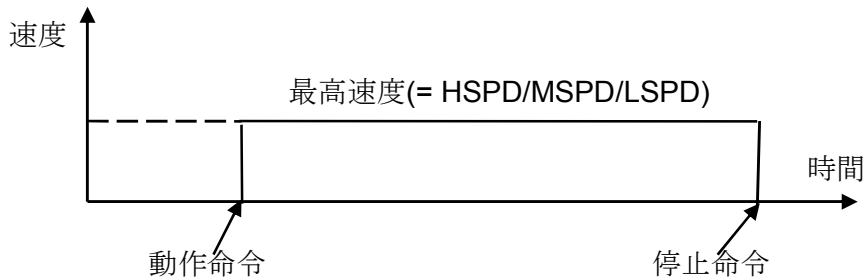 速度
最高速度(= HSPD/MSPD/LSPD)
時間
動作命令
停止命令